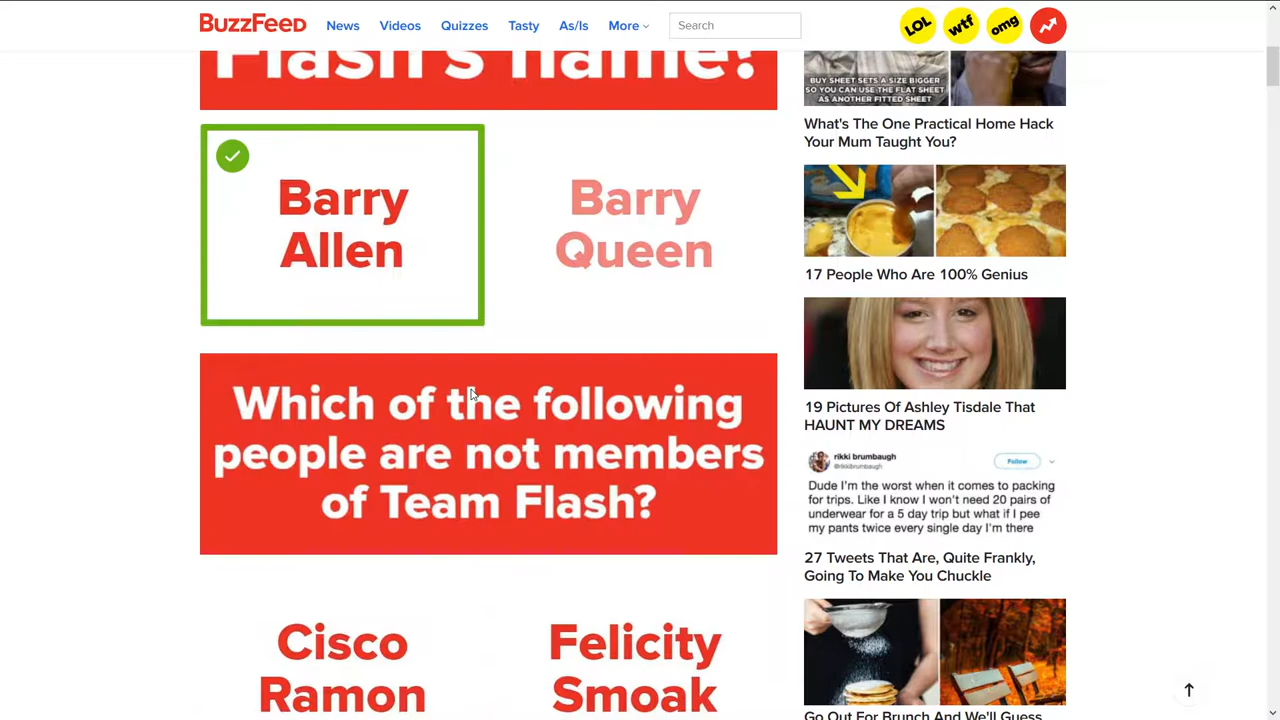 BuzzFeed News Videos Quizzes Tasty As/Is More Search LOL wtf omg
Flash's name?
Barry
Allen
Barry
Queen
Which of the following
people are not members
of Team Flash?
Cisco
Ramon
Felicity
Smoak
BUY SHEET SETS A SIZE BIGGER
SO YOU CAN USE THE FLAT SHEET
AS ANOTHER FITTED SHEET
What's The One Practical Home Hack
Your Mum Taught You?
17 People Who Are 100% Genius
19 Pictures Of Ashley Tisdale That
HAUNT MY DREAMS
rikki brumbaugh
@rikkibrumbaugh
Follow
Dude I'm the worst when it comes to packing
for trips. Like I know I won't need 20 pairs of
underwear for a 5 day trip but what if I pee
my pants twice every single day I'm there
27 Tweets That Are, Quite Frankly,
Going To Make You Chuckle
Go Out For Brunch And We'll Guess